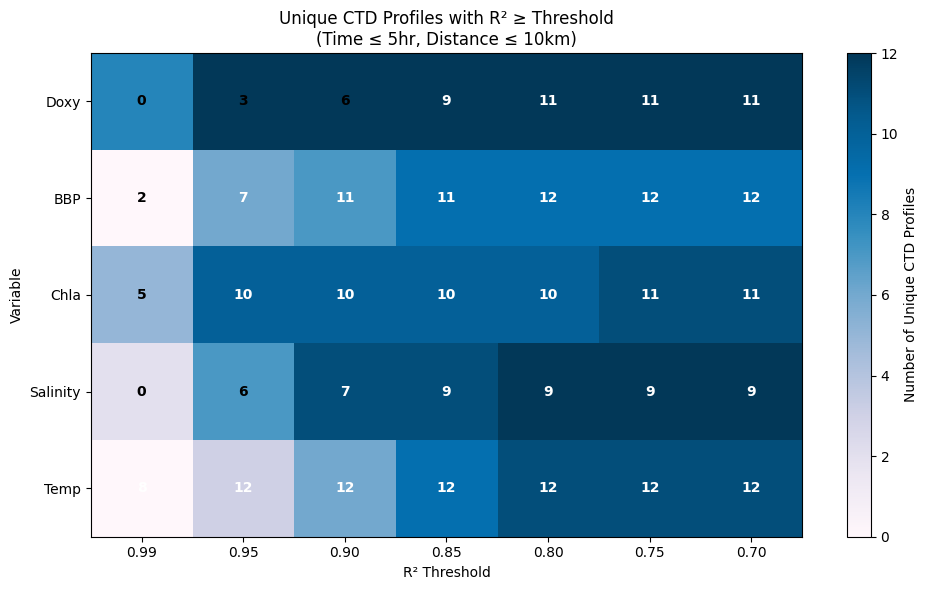 Unique CTD Profiles with R² ≥ Threshold
(Time ≤ 5hr, Distance ≤ 10km)
Variable
Doxy 0 3 6 9 11 11 11
BBP 2 7 11 11 12 12 12
Chla 5 10 10 10 10 11 11
Salinity 0 6 7 9 9 9 9
Temp 12 12 12 12 12 12
0.99 0.95 0.90 0.85 0.80 0.75 0.70
R² Threshold
12
10
8
6
4
2
0
Number of Unique CTD Profiles